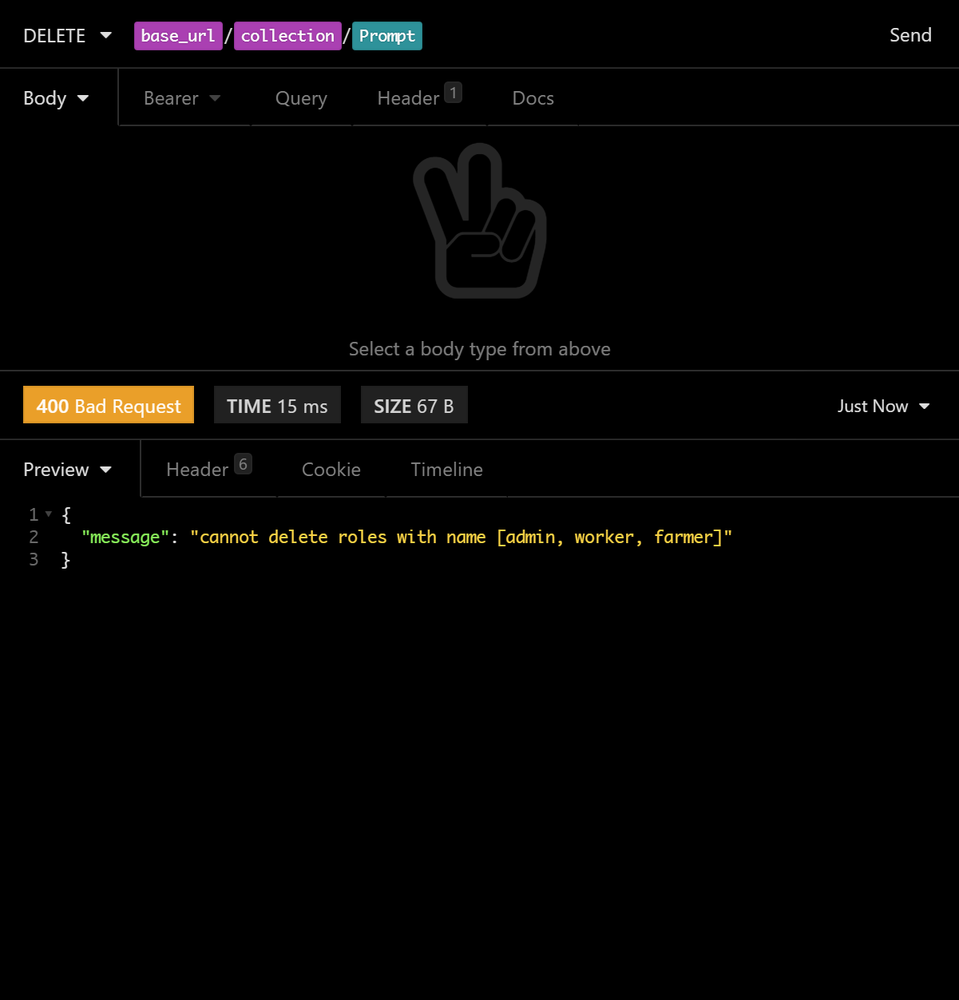 DELETE base_url/collection/Prompt Send
Body Bearer Query Header 1 Docs
Select a body type from above
400 Bad Request TIME 15 ms SIZE 67 B Just Now
Preview Header 6 Cookie Timeline
1 {
2 "message": "cannot delete roles with name [admin, worker, farmer]"
3 }